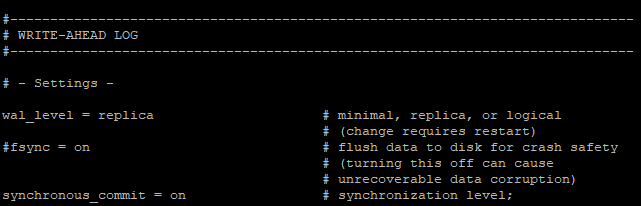 #------------------------------------------------------------------------------
# WRITE-AHEAD LOG
#------------------------------------------------------------------------------
# - Settings -
wal_level = replica # minimal, replica, or logical
# (change requires restart)
#fsync = on # flush data to disk for crash safety
# (turning this off can cause
# unrecoverable data corruption)
synchronous_commit = on # synchronization level;